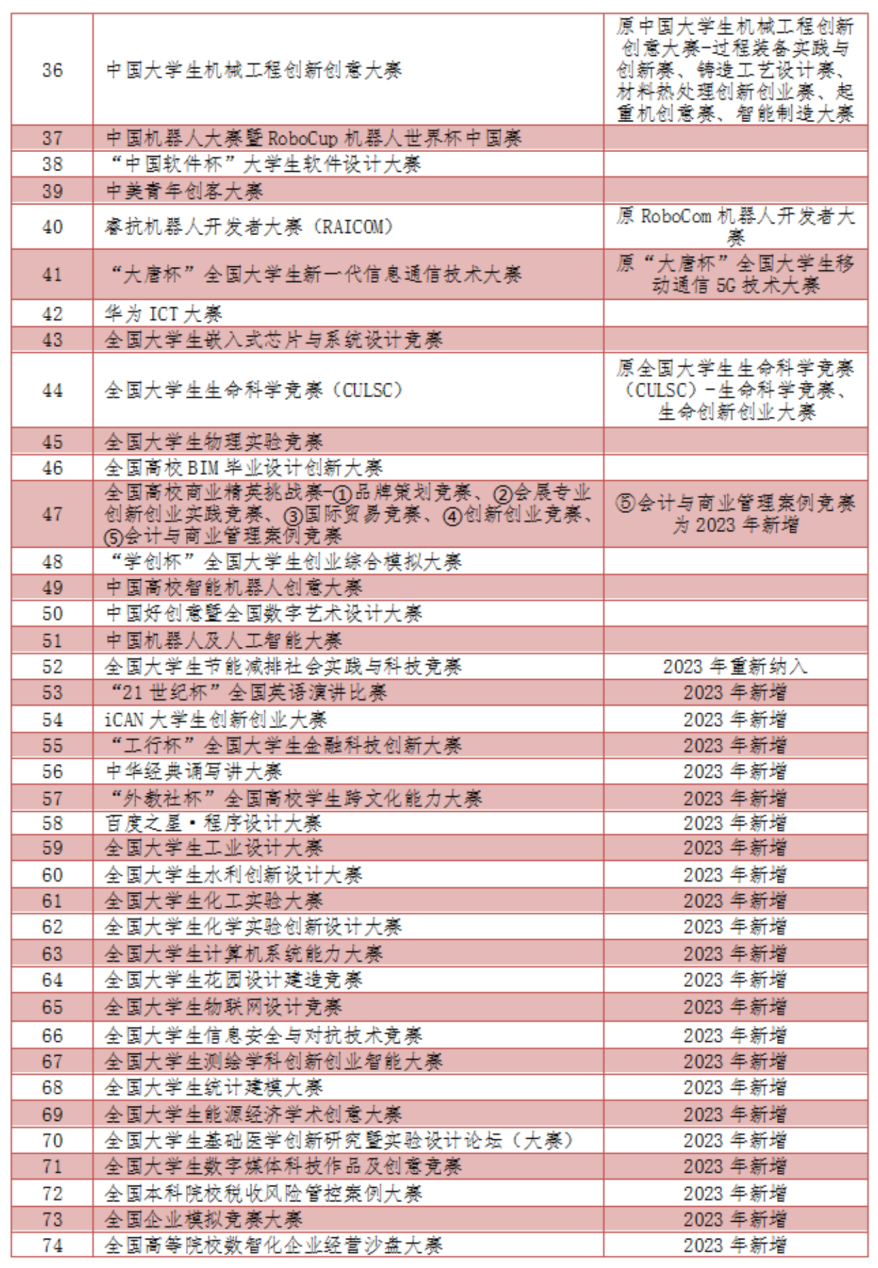 36 中国大学生机械工程创新创意大赛 原中国大学生机械工程创新
创意大赛-过程装备实践与
创新赛、铸造工艺设计赛、
材料热处理创新创业赛、起
重机创意赛、智能制造大赛
37 中国机器人大赛暨 RoboCup 机器人世界杯中国赛
38 “中国软件杯”大学生软件设计大赛
39 中美青年创客大赛
40 睿抗机器人开发者大赛（RAICOM） 原 RoboCom 机器人开发者大
赛
41 “大唐杯”全国大学生新一代信息通信技术大赛 原“大唐杯”全国大学生移
动通信 5G 技术大赛
42 华为 ICT 大赛
43 全国大学生嵌入式芯片与系统设计竞赛
44 全国大学生生命科学竞赛（CULSC） 原全国大学生生命科学竞赛
（CULSC）-生命科学竞赛、
生命创新创业大赛
45 全国大学生物理实验竞赛
46 全国高校 BIM 毕业设计创新大赛
47 全国高校商业精英挑战赛-①品牌策划竞赛、②会展专业
创新创业实践竞赛、③国际贸易竞赛、④创新创业竞赛、
⑤会计与商业管理案例竞赛 ⑤会计与商业管理案例竞赛
为 2023 年新增
48 “学创杯”全国大学生创业综合模拟大赛
49 中国高校智能机器人创意大赛
50 中国好创意暨全国数字艺术设计大赛
51 中国机器人及人工智能大赛
52 全国大学生节能减排社会实践与科技竞赛 2023 年重新纳入
53 “21 世纪杯”全国英语演讲比赛 2023 年新增
54 iCAN 大学生创新创业大赛 2023 年新增
55 “工行杯”全国大学生金融科技创新大赛 2023 年新增
56 中华经典诵写讲大赛 2023 年新增
57 “外教社杯”全国高校学生跨文化能力大赛 2023 年新增
58 百度之星·程序设计大赛 2023 年新增
59 全国大学生工业设计大赛 2023 年新增
60 全国大学生水利创新设计大赛 2023 年新增
61 全国大学生化工实验大赛 2023 年新增
62 全国大学生化学实验创新设计大赛 2023 年新增
63 全国大学生计算机系统能力大赛 2023 年新增
64 全国大学生花园设计建造竞赛 2023 年新增
65 全国大学生物联网设计竞赛 2023 年新增
66 全国大学生信息安全与对抗技术竞赛 2023 年新增
67 全国大学生测绘学科创新创业智能大赛 2023 年新增
68 全国大学生统计建模大赛 2023 年新增
69 全国大学生能源经济学术创意大赛 2023 年新增
70 全国大学生基础医学创新研究暨实验设计论坛（大赛） 2023 年新增
71 全国大学生数字媒体科技作品及创意竞赛 2023 年新增
72 全国本科院校税收风险管控案例大赛 2023 年新增
73 全国企业模拟竞赛大赛 2023 年新增
74 全国高等院校数智化企业经营沙盘大赛 2023 年新增